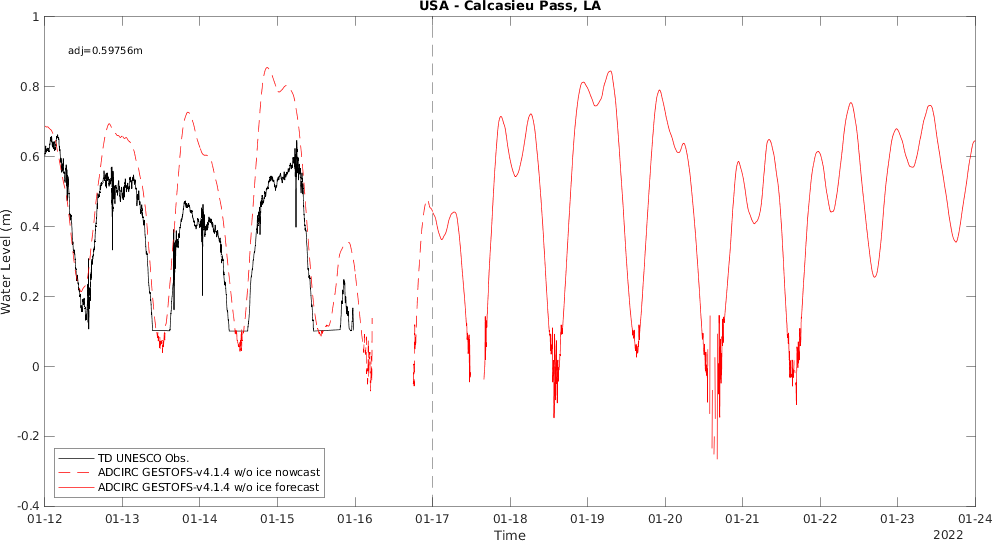 USA - Calcasieu Pass, LA
adj=0.59756m
Water Level (m)
1
0.8
0.6
0.4
0.2
0
-0.2
-0.4
TD UNESCO Obs.
ADCIRC GESTOFS-v4.1.4 w/o ice nowcast
ADCIRC GESTOFS-v4.1.4 w/o ice forecast
01-12 01-13 01-14 01-15 01-16 01-17 01-18 01-19 01-20 01-21 01-22 01-23 01-24
Time
2022